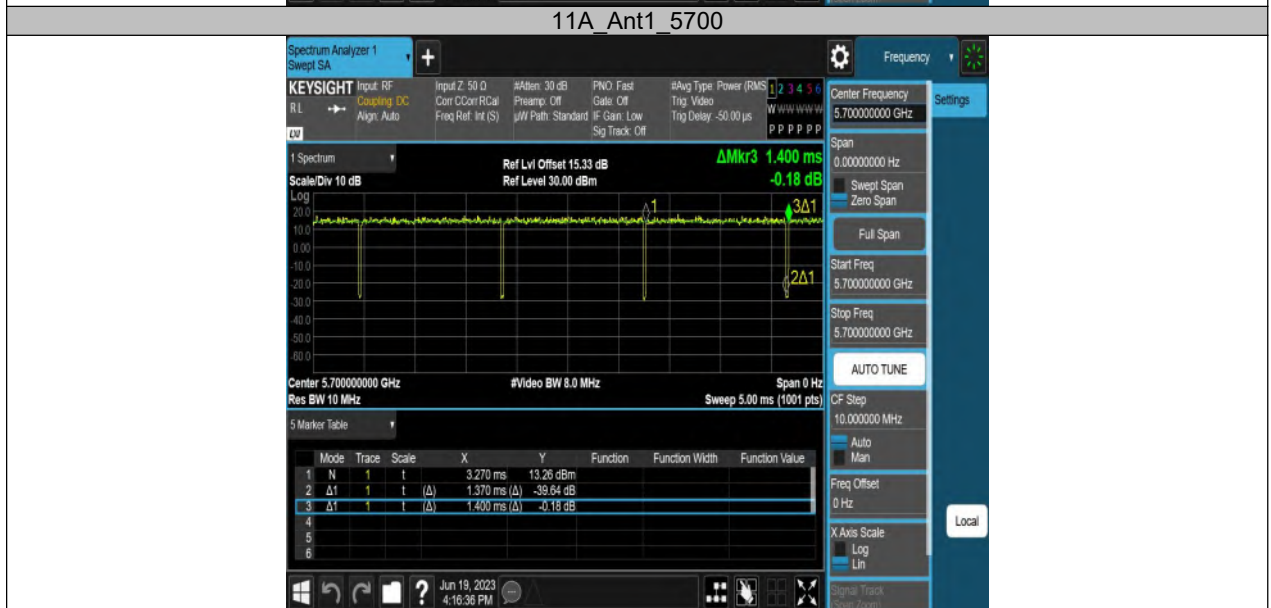 11A_Ant1_5700
Spectrum Analyzer 1
Swept SA
+
Frequency
KEYSIGHT
RL
LXI
Input: RF
Coupling: DC
Align: Auto
Input Z: 50 Ω
Corr CCorr RCal
Freq Ref: Int (S)
#Atten: 30 dB
Preamp: Off
µW Path: Standard
PNO: Fast
Gate: Off
IF Gain: Low
Sig Track: Off
#Avg Type: Power (RMS
Trig: Video
Trig Delay: -50.00 µs
1 2 3 4 5 6
W W W W W W
P P P P P P
Center Frequency
5.700000000 GHz
Settings
Span
0.00000000 Hz
Swept Span
Zero Span
Full Span
Start Freq
5.700000000 GHz
Stop Freq
5.700000000 GHz
AUTO TUNE
CF Step
10.000000 MHz
Auto
Man
Freq Offset
0 Hz
X Axis Scale
Log
Lin
Signal Track
(Span Zoom)
Local
1 Spectrum
Scale/Div 10 dB
Ref Lvl Offset 15.33 dB
Ref Level 30.00 dBm
ΔMkr3 1.400 ms
-0.18 dB
Log
20.0
10.0
0.00
-10.0
-20.0
-30.0
-40.0
-50.0
-60.0
1
3Δ1
2Δ1
Center 5.700000000 GHz
Res BW 10 MHz
#Video BW 8.0 MHz
Span 0 Hz
Sweep 5.00 ms (1001 pts)
5 Marker Table
Mode Trace Scale X Y Function Function Width Function Value
1 N 1 t 3.270 ms 13.26 dBm
2 Δ1 1 t (Δ) 1.370 ms (Δ) -39.64 dB
3 Δ1 1 t (Δ) 1.400 ms (Δ) -0.18 dB
4
5
6
?
Jun 19, 2023
4:16:36 PM